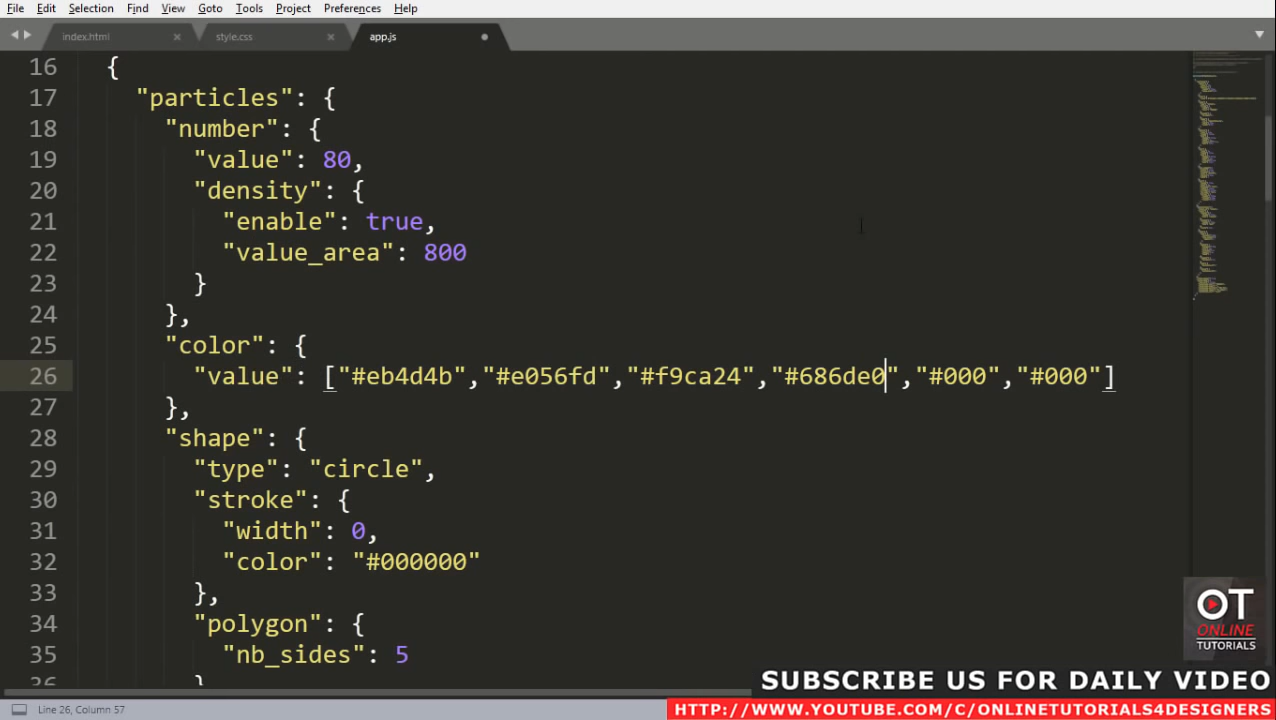 File Edit Selection Find View Goto Tools Project Preferences Help
index.html × style.css × app.js
16 {
17 "particles": {
18 "number": {
19 "value": 80,
20 "density": {
21 "enable": true,
22 "value_area": 800
23 }
24 },
25 "color": {
26 "value": ["#eb4d4b","#e056fd","#f9ca24","#686de0","#000","#000"]
27 },
28 "shape": {
29 "type": "circle",
30 "stroke": {
31 "width": 0,
32 "color": "#000000"
33 },
34 "polygon": {
35 "nb_sides": 5
36 }
OT
ONLINE
TUTORIALS
SUBSCRIBE US FOR DAILY VIDEO
Line 26, Column 57
HTTP://WWW.YOUTUBE.COM/C/ONLINETUTORIALS4DESIGNERS